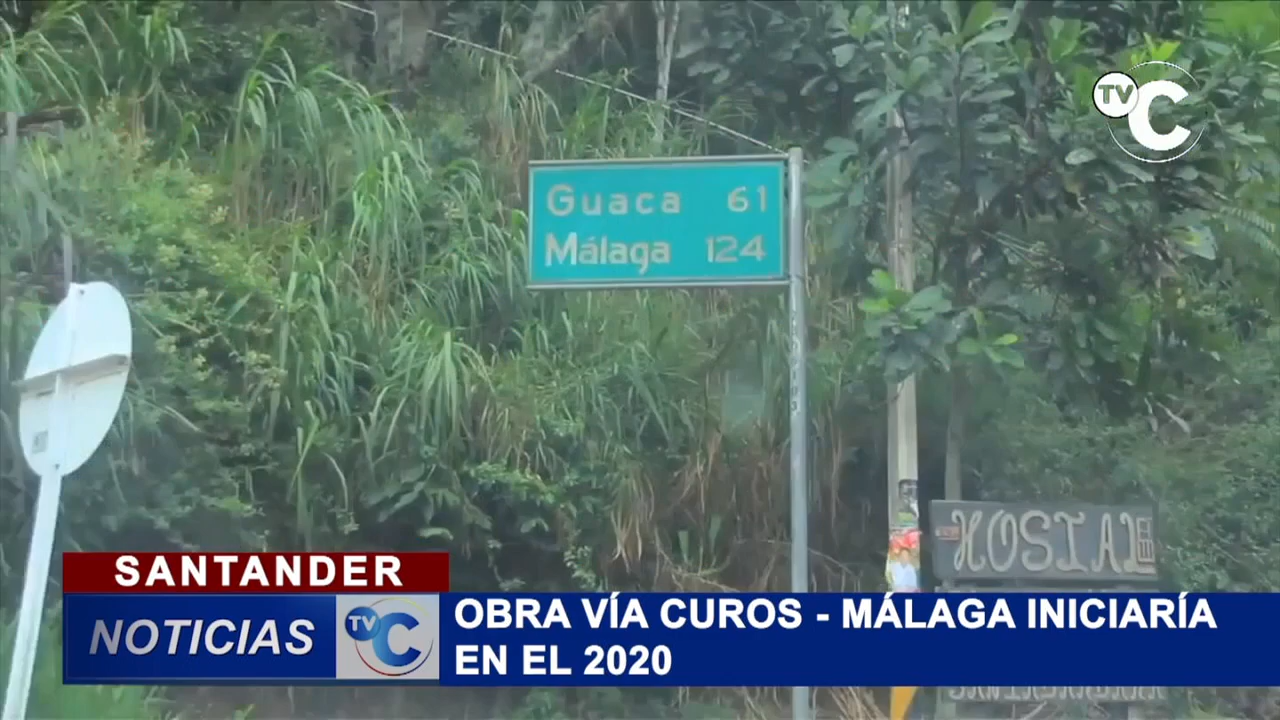 TV C
Guaca 61
Málaga 124
HOSTAL
SANTANDER
NOTICIAS
TV C
OBRA VÍA CUROS - MÁLAGA INICIARÍA
EN EL 2020